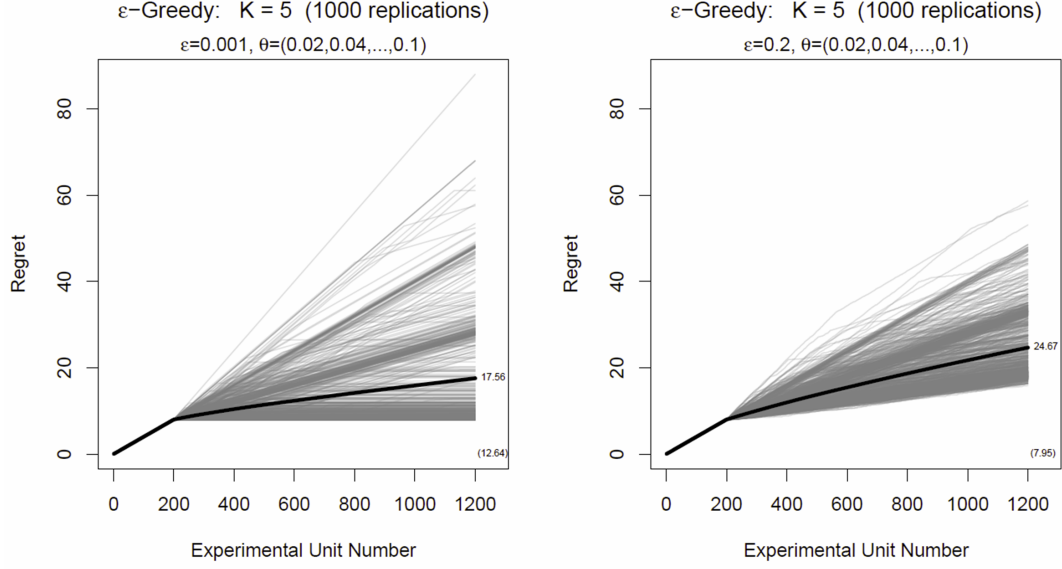 ε−Greedy: K = 5 (1000 replications)
ε=0.001, θ=(0.02,0.04,...,0.1)
Regret
80
60
40
20
0
17.56
(12.64)
0 200 400 600 800 1000 1200
Experimental Unit Number
ε−Greedy: K = 5 (1000 replications)
ε=0.2, θ=(0.02,0.04,...,0.1)
Regret
80
60
40
20
0
24.67
(7.95)
0 200 400 600 800 1000 1200
Experimental Unit Number